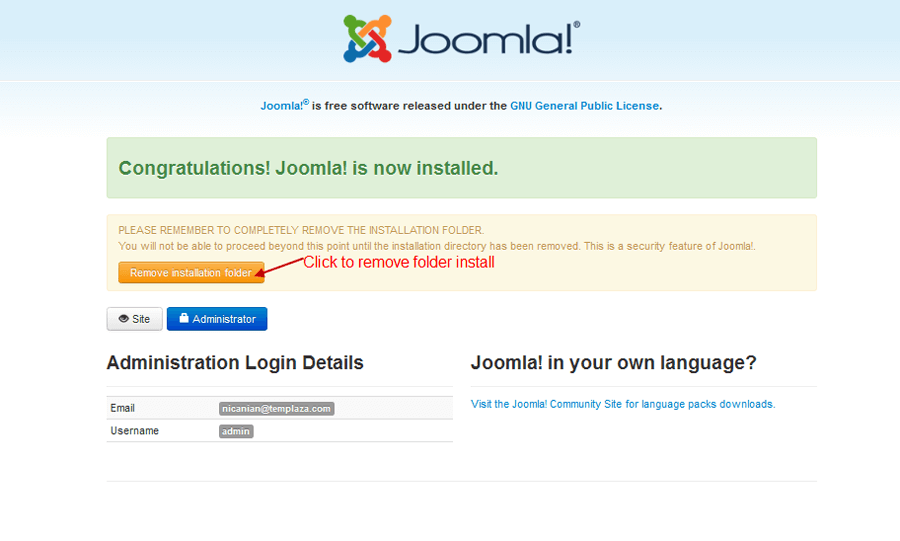 Joomla!®
Joomla!® is free software released under the GNU General Public License.
Congratulations! Joomla! is now installed.
PLEASE REMEMBER TO COMPLETELY REMOVE THE INSTALLATION FOLDER.
You will not be able to proceed beyond this point until the installation directory has been removed. This is a security feature of Joomla!.
Click to remove folder install
Remove installation folder
Site Administrator
Administration Login Details
Email nicanian@templaza.com
Username admin
Joomla! in your own language?
Visit the Joomla! Community Site for language packs downloads.